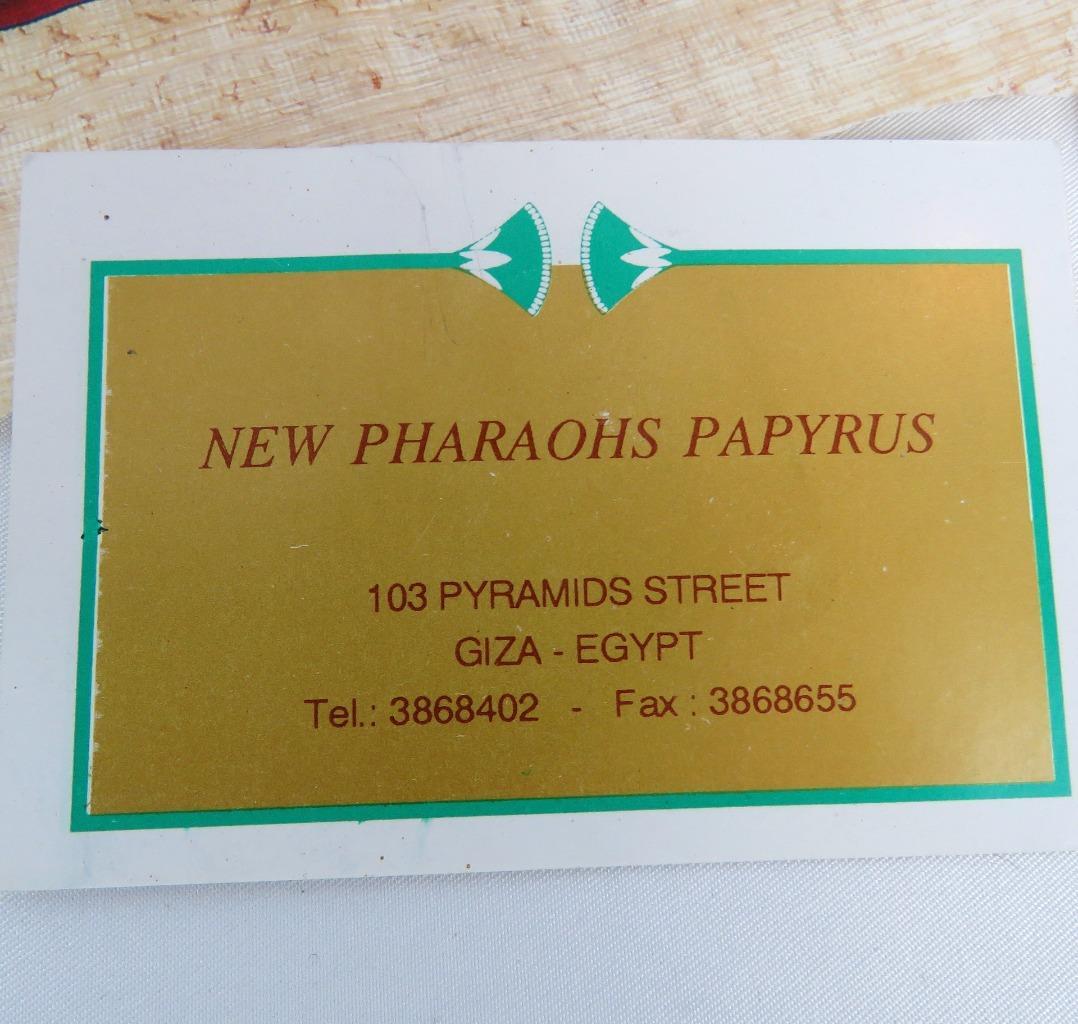 NEW PHARAOHS PAPYRUS
103 PYRAMIDS STREET
GIZA - EGYPT
Tel.: 3868402 - Fax : 3868655